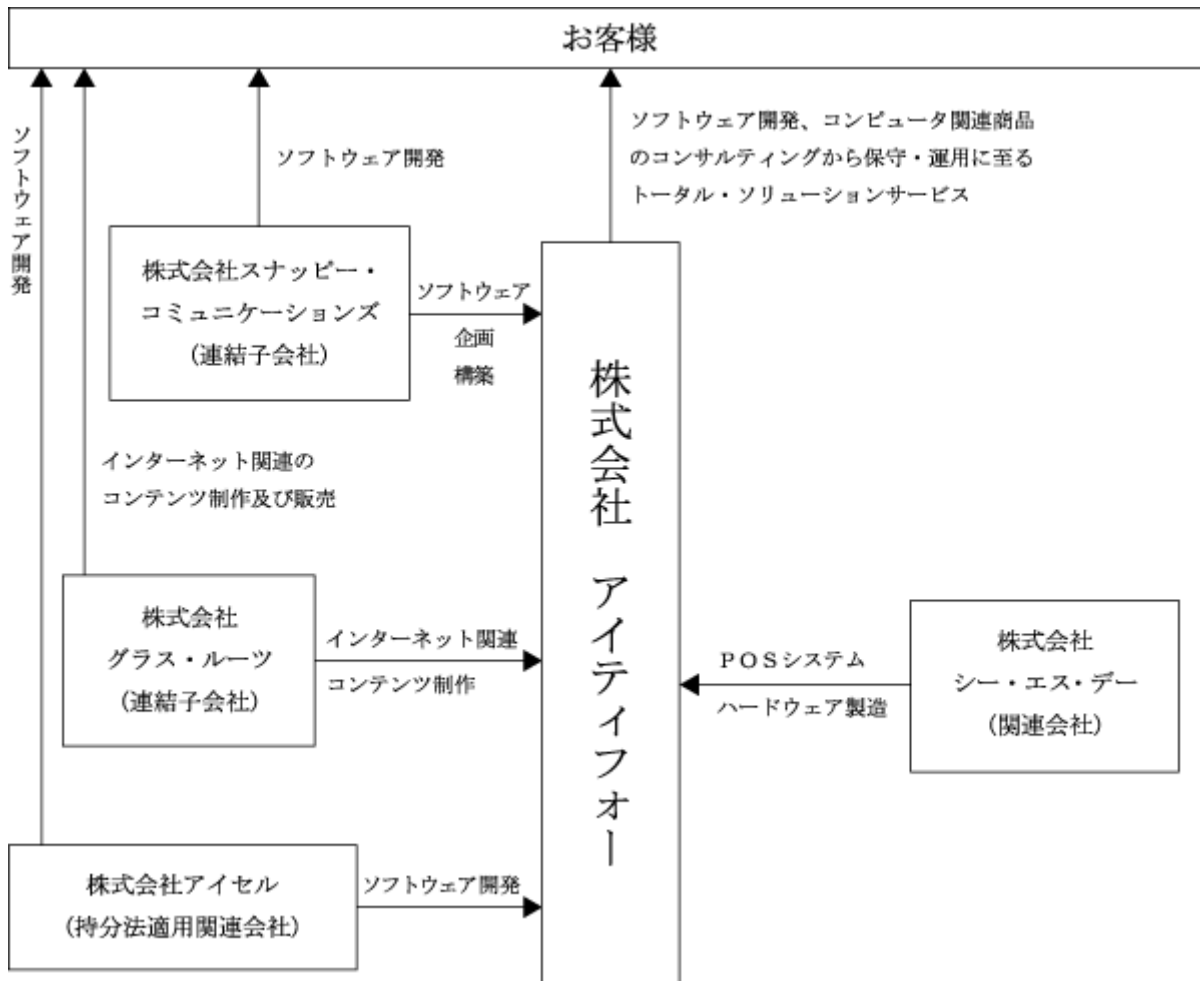 お客様
ソフトウェア開発
ソフトウェア開発
ソフトウェア開発、コンピュータ関連商品
のコンサルティングから保守・運用に至る
トータル・ソリューションサービス
株式会社スナッピー・
コミュニケーションズ
(連結子会社)
ソフトウェア
企画
構築
株式会社 アイティフォー
インターネット関連の
コンテンツ制作及び販売
株式会社
グラス・ルーツ
(連結子会社)
インターネット関連
コンテンツ制作
POSシステム
ハードウェア製造
株式会社
シー・エス・デー
(関連会社)
株式会社アイセル
(持分法適用関連会社)
ソフトウェア開発